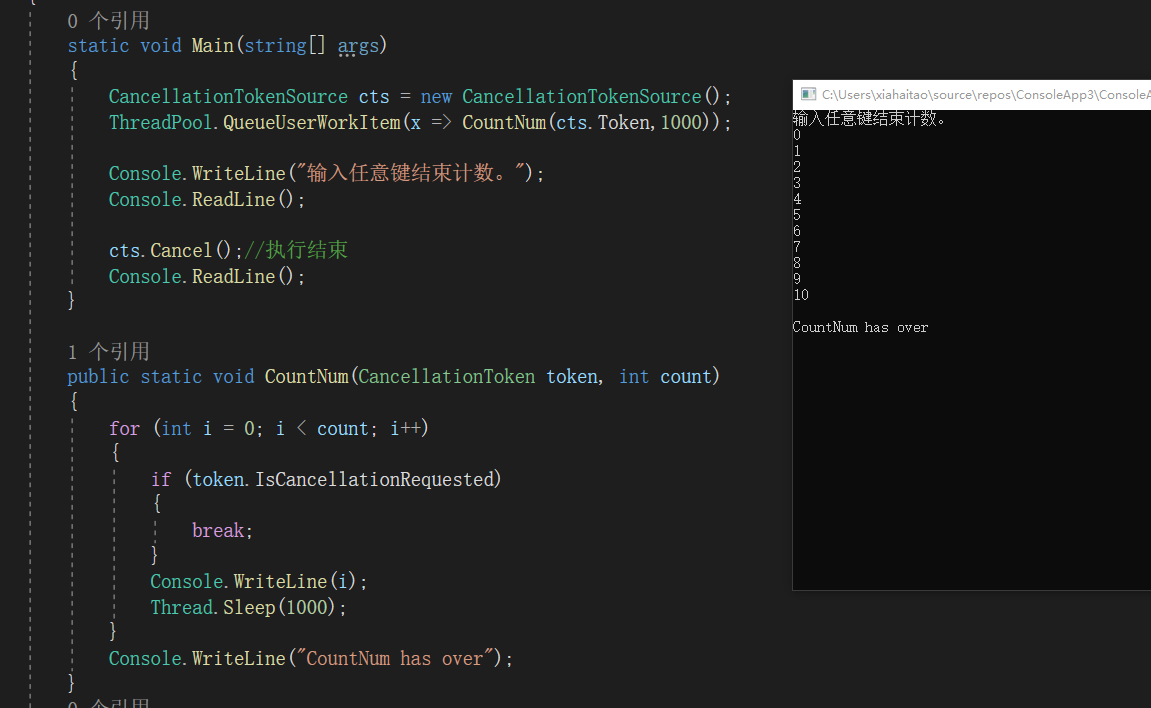 {
0 个引用
static void Main(string[] args)
{
CancellationTokenSource cts = new CancellationTokenSource();
ThreadPool.QueueUserWorkItem(x => CountNum(cts.Token,1000));
Console.WriteLine("输入任意键结束计数。");
Console.ReadLine();
cts.Cancel();//执行结束
Console.ReadLine();
}
1 个引用
public static void CountNum(CancellationToken token, int count)
{
for (int i = 0; i < count; i++)
{
if (token.IsCancellationRequested)
{
break;
}
Console.WriteLine(i);
Thread.Sleep(1000);
}
Console.WriteLine("CountNum has over");
}
0 个引用
C:\Users\xiahaitao\source\repos\ConsoleApp3\ConsoleA
输入任意键结束计数。
0
1
2
3
4
5
6
7
8
9
10
CountNum has over